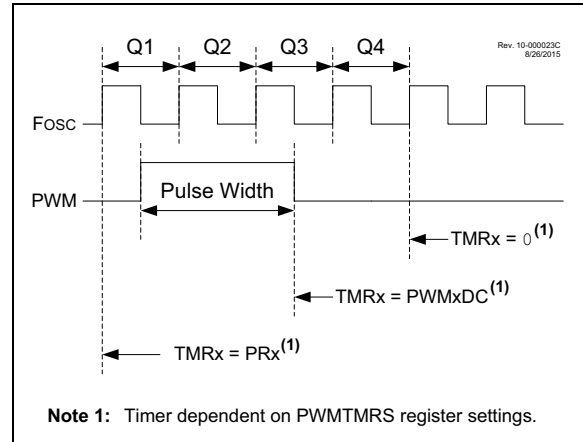 Rev. 10-000023C
8/26/2015
Q1 Q2 Q3 Q4
FOSC
PWM
Pulse Width
TMRx = 0(1)
TMRx = PWMxDC(1)
TMRx = PRx(1)
Note 1: Timer dependent on PWMTMRS register settings.